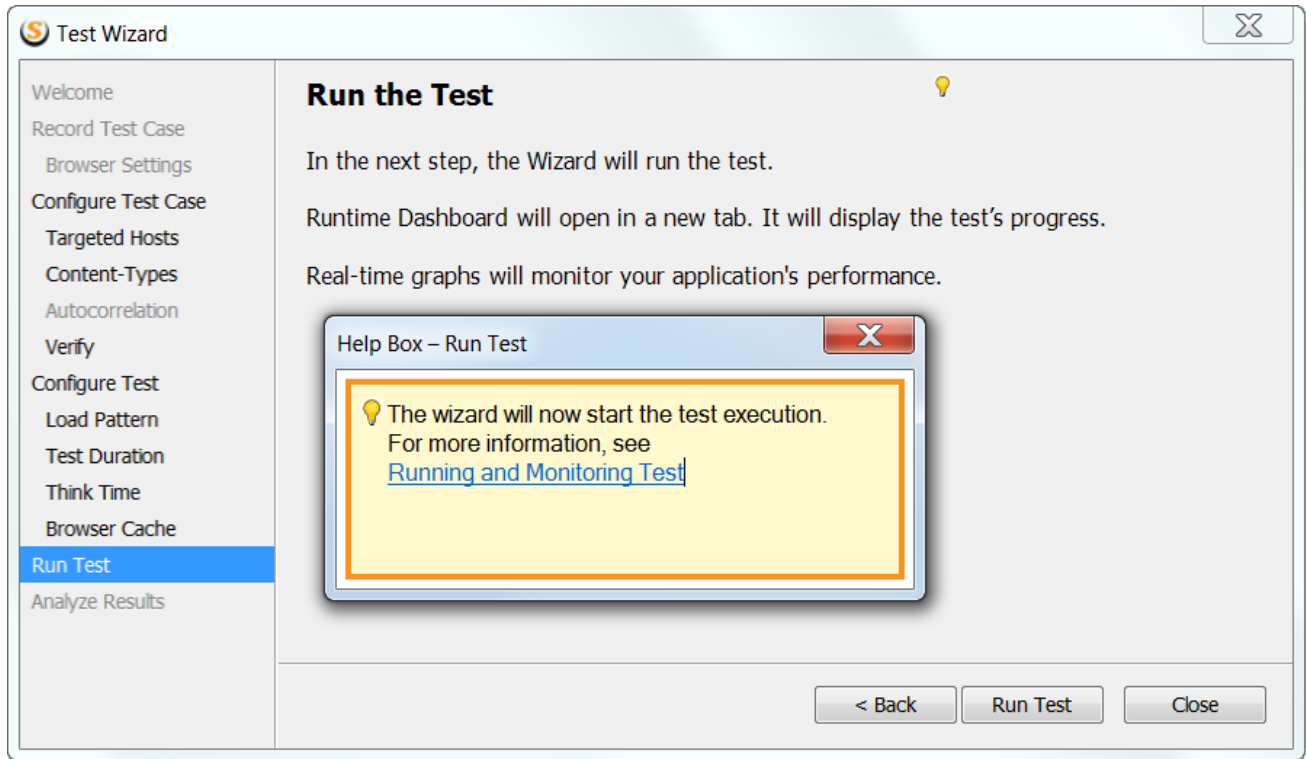 Test Wizard
Welcome
Record Test Case
Browser Settings
Configure Test Case
Targeted Hosts
Content-Types
Autocorrelation
Verify
Configure Test
Load Pattern
Test Duration
Think Time
Browser Cache
Run Test
Analyze Results
Run the Test
In the next step, the Wizard will run the test.
Runtime Dashboard will open in a new tab. It will display the test’s progress.
Real-time graphs will monitor your application's performance.
Help Box – Run Test
The wizard will now start the test execution.
For more information, see
Running and Monitoring Test
< Back
Run Test
Close